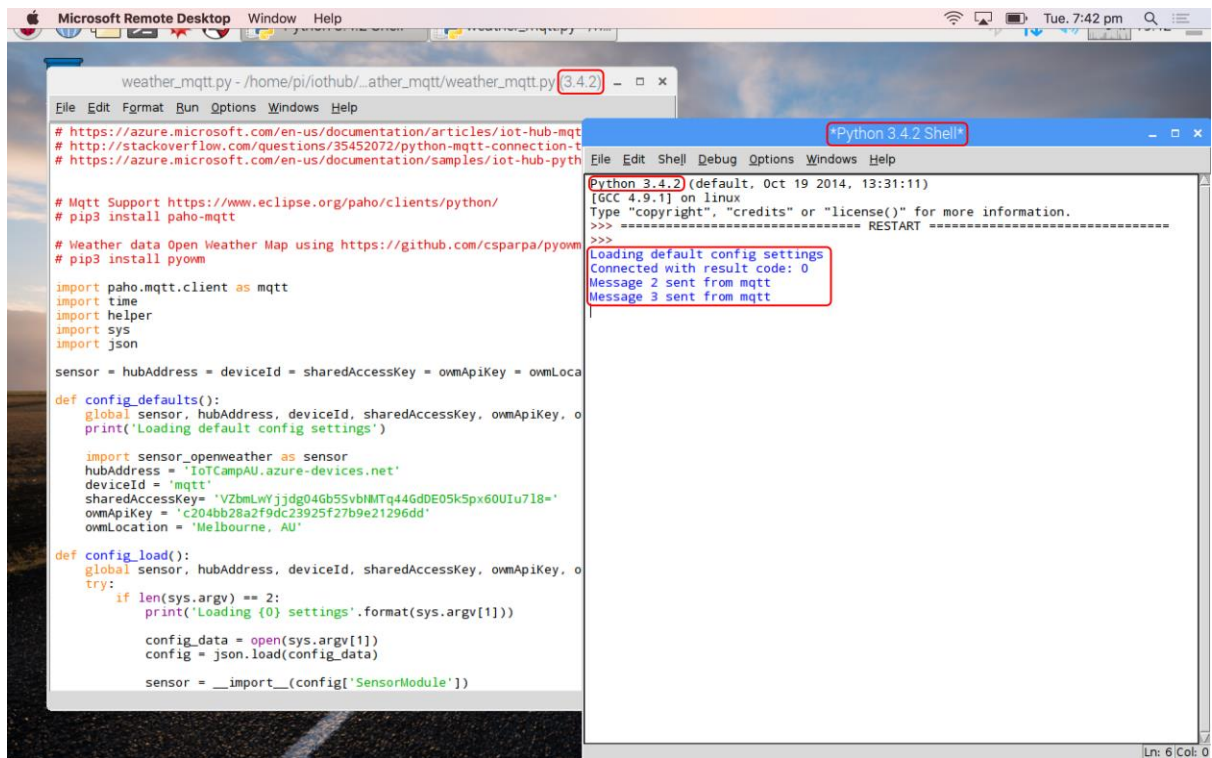 Microsoft Remote Desktop Window Help Tue. 7:42 pm
weather_mqtt.py - /home/pi/iothub/...ather_mqtt/weather_mqtt.py (3.4.2)
File Edit Format Run Options Windows Help
# https://azure.microsoft.com/en-us/documentation/articles/iot-hub-mqt
# http://stackoverflow.com/questions/35452072/python-mqtt-connection-t
# https://azure.microsoft.com/en-us/documentation/samples/iot-hub-pyth
# Mqtt Support https://www.eclipse.org/paho/clients/python/
# pip3 install paho-mqtt
# Weather data Open Weather Map using https://github.com/csparpa/pyowm
# pip3 install pyowm
import paho.mqtt.client as mqtt
import time
import helper
import sys
import json
sensor = hubAddress = deviceId = sharedAccessKey = owmApiKey = owmLoca
def config_defaults():
global sensor, hubAddress, deviceId, sharedAccessKey, owmApiKey, o
print('Loading default config settings')
import sensor_openweather as sensor
hubAddress = 'IoTCampAU.azure-devices.net'
deviceId = 'mqtt'
sharedAccessKey= 'VZbmLwYjjdg04Gb5SvbNMTq44GdDE05k5px60UIu7l8='
owmApiKey = 'c204bb28a2f9dc23925f27b9e21296dd'
owmLocation = 'Melbourne, AU'
def config_load():
global sensor, hubAddress, deviceId, sharedAccessKey, owmApiKey, o
try:
if len(sys.argv) == 2:
print('Loading {0} settings'.format(sys.argv[1]))
config_data = open(sys.argv[1])
config = json.load(config_data)
sensor = __import__(config['SensorModule'])
*Python 3.4.2 Shell*
File Edit Shell Debug Options Windows Help
Python 3.4.2 (default, Oct 19 2014, 13:31:11)
[GCC 4.9.1] on linux
Type "copyright", "credits" or "license()" for more information.
>>> ================================ RESTART ================================
>>>
Loading default config settings
Connected with result code: 0
Message 2 sent from mqtt
Message 3 sent from mqtt
Ln: 6 Col: 0